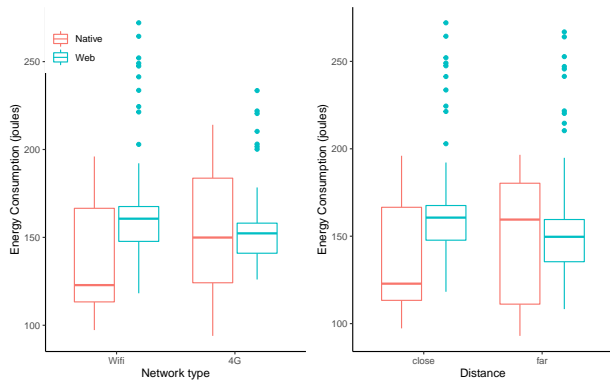 Native
Web
Energy Consumption (joules)
250
200
150
100
Wifi
4G
Network type
Energy Consumption (joules)
250
200
150
100
close
far
Distance